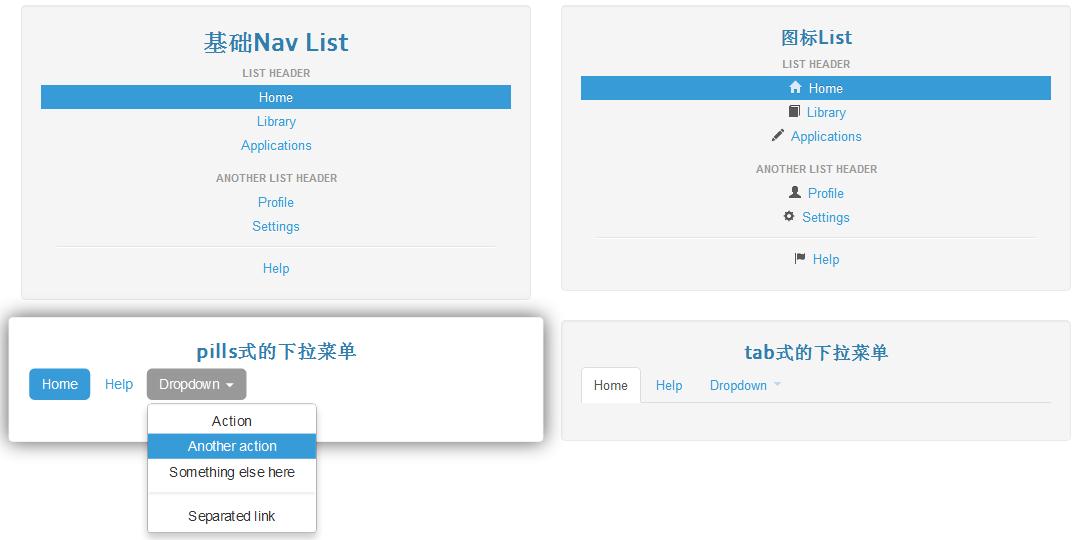 基础Nav List
LIST HEADER
Home
Library
Applications
ANOTHER LIST HEADER
Profile
Settings
Help
图标List
LIST HEADER
Home
Library
Applications
ANOTHER LIST HEADER
Profile
Settings
Help
pills式的下拉菜单
Home Help Dropdown
Action
Another action
Something else here
Separated link
tab式的下拉菜单
Home Help Dropdown